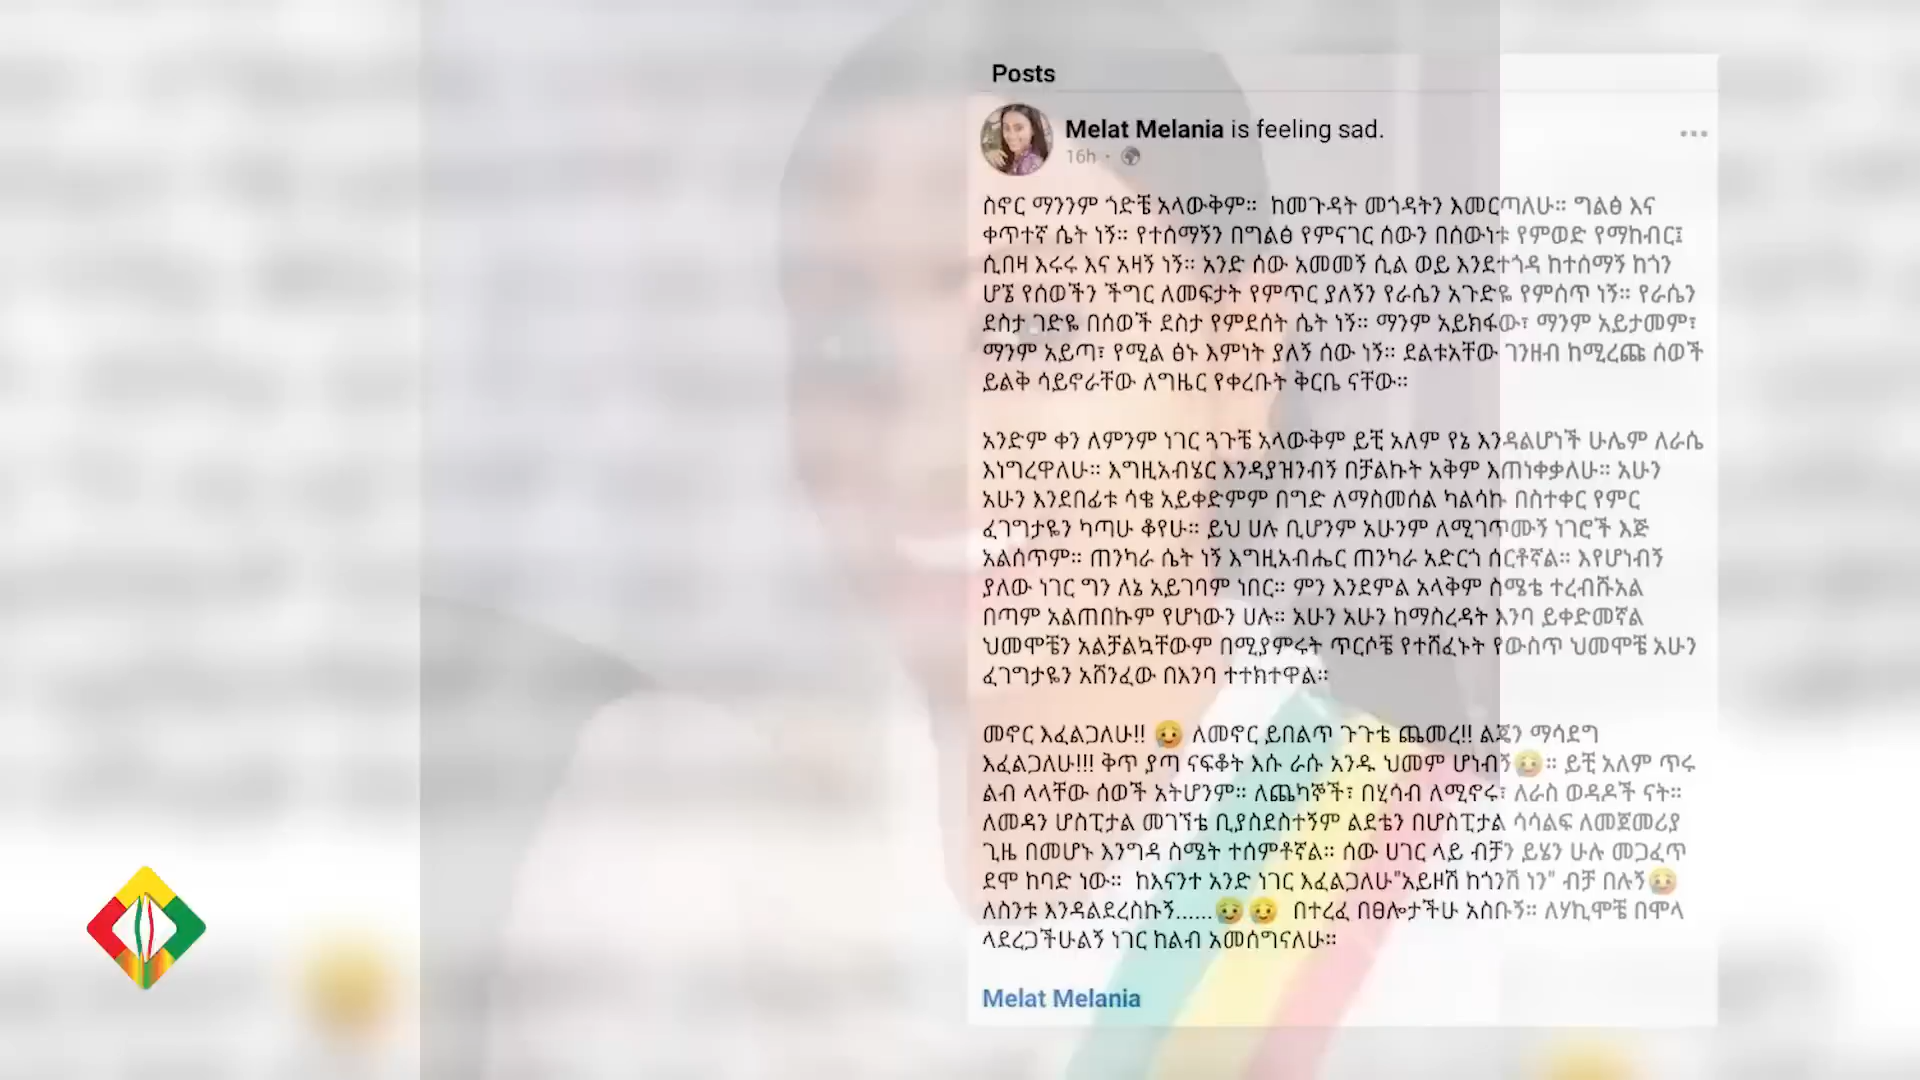 Posts
Melat Melania is feeling sad.
16h ·
ስኖር ማንንም ጎድቼ አላውቅም። ከመጉዳት መጎዳትን እመርጣለሁ። ግልፅ እና
ቀጥተኛ ሴት ነኝ። የተሰማኝን በግልፅ የምናገር ሰውን በሰውነቱ የምወድ የማከብር፤
ሲበዛ እሩሩ እና አዛኝ ነኝ። አንድ ሰው አመመኝ ሲል ወይ እንደተጎዳ ከተሰማኝ ከጎን
ሆኜ የሰወችን ችግር ለመፍታት የምጥር ያለኝን የራሴን አጉድዬ የምሰጥ ነኝ። የራሴን
ደስታ ገድዬ በሰወች ደስታ የምደሰት ሴት ነኝ። ማንም አይክፋው፣ ማንም አይታመም፣
ማንም አይጣ፣ የሚል ፅኑ እምነት ያለኝ ሰው ነኝ። ደልቱአቸው ገንዘብ ከሚረጩ ሰወች
ይልቅ ሳይኖራቸው ለግዜር የቀረቡት ቅርቤ ናቸው።
አንድም ቀን ለምንም ነገር ጓጉቼ አላውቅም ይቺ አለም የኔ እንዳልሆነች ሁሌም ለራሴ
እነግረዋለሁ። እግዚአብሄር እንዳያዝንብኝ በቻልኩት አቅም እጠነቀቃለሁ። አሁን
አሁን እንደበፊቱ ሳቄ አይቀድምም በግድ ለማስመሰል ካልሳኩ በስተቀር የምር
ፈገግታዬን ካጣሁ ቆየሁ። ይህ ሀሉ ቢሆንም አሁንም ለሚገጥሙኝ ነገሮች እጅ
አልሰጥም። ጠንካራ ሴት ነኝ እግዚአብሔር ጠንካራ አድርጎ ሰርቶኛል። እየሆነብኝ
ያለው ነገር ግን ለኔ አይገባም ነበር። ምን እንደምል አላቅም ስሜቴ ተረብሹአል
በጣም አልጠበኩም የሆነውን ሀሉ። አሁን አሁን ከማስረዳት እንባ ይቀድመኛል
ህመሞቼን አልቻልኳቸውም በሚያምሩት ጥርሶቼ የተሸፈኑት የውስጥ ህመሞቼ አሁን
ፈገግታዬን አሸንፈው በእንባ ተተክተዋል።
መኖር እፈልጋለሁ!! 😥 ለመኖር ይበልጥ ጉጉቴ ጨመረ!! ልጄን ማሳደግ
እፈልጋለሁ!!! ቅጥ ያጣ ናፍቆት እሱ ራሱ አንዱ ህመም ሆነብኝ😥። ይቺ አለም ጥሩ
ልብ ላላቸው ሰወች አትሆንም። ለጨካኞች፣ በሂሳብ ለሚኖሩ፣ ለራስ ወዳዶች ናት።
ለመዳን ሆስፒታል መገኘቴ ቢያስደስተኝም ልደቴን በሆስፒታል ሳሳልፍ ለመጀመሪያ
ጊዜ በመሆኑ እንግዳ ስሜት ተሰምቶኛል። ሰው ሀገር ላይ ብቻን ይሄን ሁሉ መጋፈጥ
ደሞ ከባድ ነው። ከእናንተ አንድ ነገር እፈልጋለሁ"አይዞሽ ከጎንሽ ነን" ብቻ በሉኝ😥
ለስንቱ እንዳልደረስኩኝ......😥😥 በተረፈ በፀሎታችሁ አስቡኝ። ለሃኪሞቼ በሞላ
ላደረጋችሁልኝ ነገር ከልብ አመሰግናለሁ።
Melat Melania